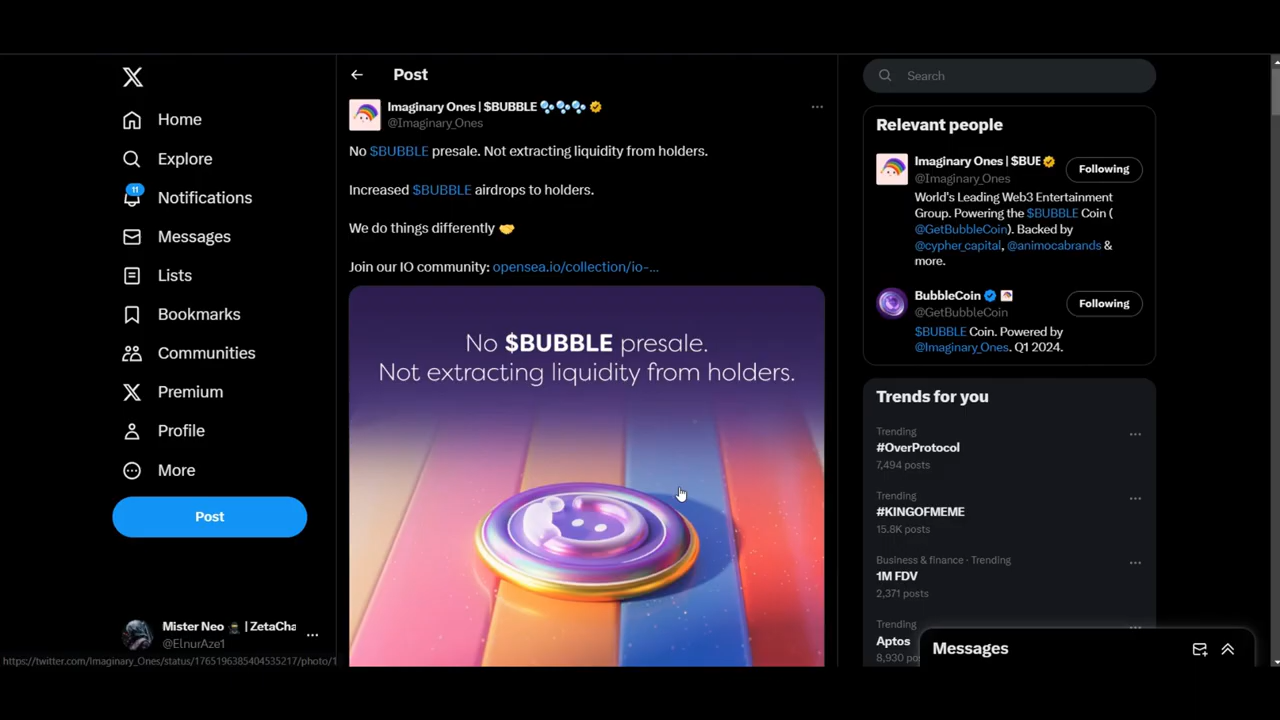 Home
Explore
11
Notifications
Messages
Lists
Bookmarks
Communities
Premium
Profile
More
Post
Mister Neo | ZetaCha
@ElnurAze1
https://twitter.com/Imaginary_Ones/status/1765196385404535217/photo/1
Post
Imaginary Ones | $BUBBLE
@Imaginary_Ones
No $BUBBLE presale. Not extracting liquidity from holders.
Increased $BUBBLE airdrops to holders.
We do things differently 🤝
Join our IO community: opensea.io/collection/io-…
No $BUBBLE presale.
Not extracting liquidity from holders.
Search
Relevant people
Imaginary Ones | $BUE
@Imaginary_Ones
Following
World's Leading Web3 Entertainment
Group. Powering the $BUBBLE Coin (
@GetBubbleCoin). Backed by
@cypher_capital, @animocabrands &
more.
BubbleCoin
@GetBubbleCoin
Following
$BUBBLE Coin. Powered by
@Imaginary_Ones. Q1 2024.
Trends for you
Trending
#OverProtocol
7,494 posts
Trending
#KINGOFMEME
15.8K posts
Business & finance · Trending
1M FDV
2,371 posts
Trending
Aptos
8,930 pos
Messages